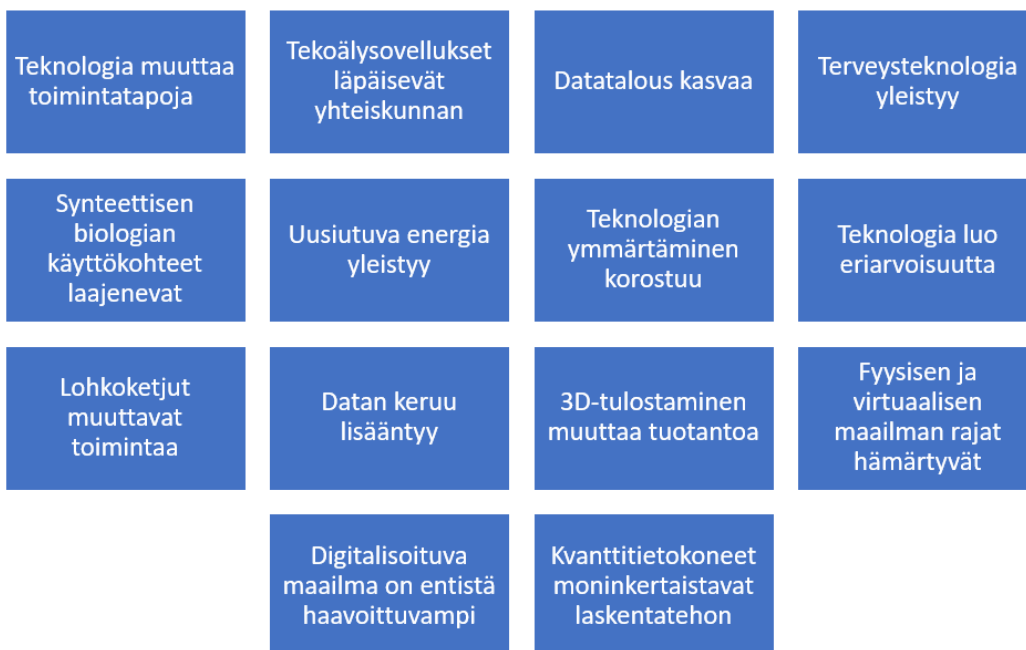 Teknologia muuttaa
toimintatapoja
Tekoälysovellukset
läpäisevät
yhteiskunnan
Datatalous kasvaa
Terveysteknologia
yleistyy
Synteettisen
biologian
käyttökohteet
laajenevat
Uusiutuva energia
yleistyy
Teknologian
ymmärtäminen
korostuu
Teknologia luo
eriarvoisuutta
Lohkoketjut
muuttavat
toimintaa
Datan keruu
lisääntyy
3D-tulostaminen
muuttaa tuotantoa
Fyysisen ja
virtuaalisen
maailman rajat
hämärtyvät
Digitalisoituva
maailma on entistä
haavoittuvampi
Kvanttitietokoneet
moninkertaistavat
laskentatehon